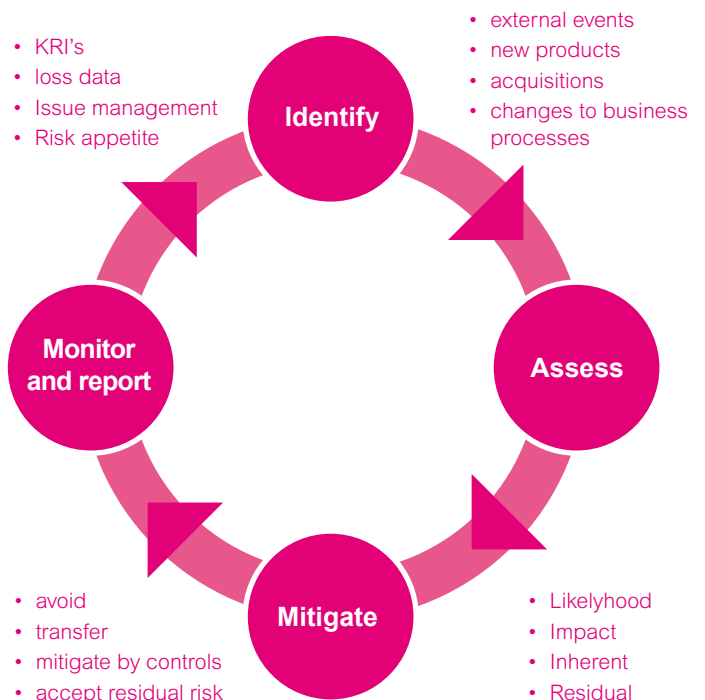 • KRI's
• loss data
• Issue management
• Risk appetite
• external events
• new products
• acquisitions
• changes to business
processes
Identify
Monitor
and report
Assess
Mitigate
• avoid
• transfer
• mitigate by controls
• accept residual risk
• Likelyhood
• Impact
• Inherent
• Residual